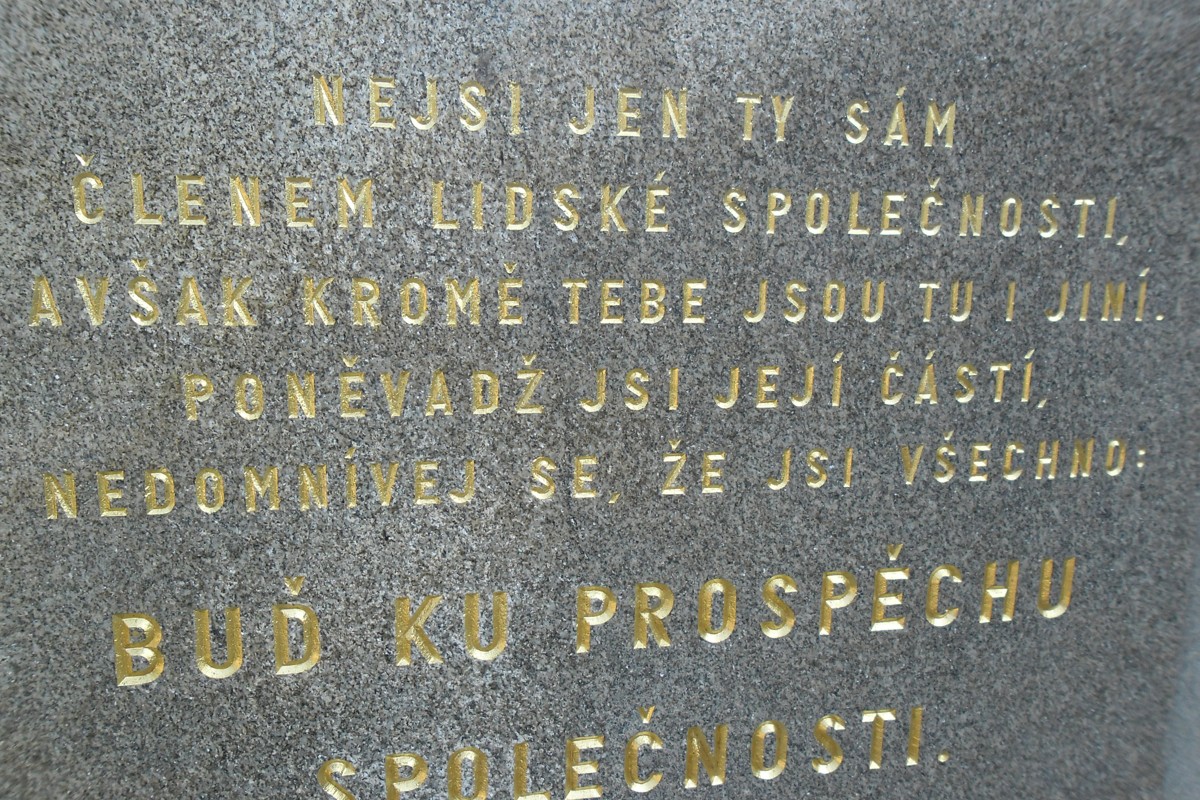 NEJSI JEN TY SÁM
ČLENEM LIDSKÉ SPOLEČNOSTI,
AVŠAK KROMĚ TEBE JSOU TU I JINÍ.
PONĚVADŽ JSI JEJÍ ČÁSTÍ,
NEDOMNÍVEJ SE, ŽE JSI VŠECHNO:
BUĎ KU PROSPĚCHU
SPOLEČNOSTI.